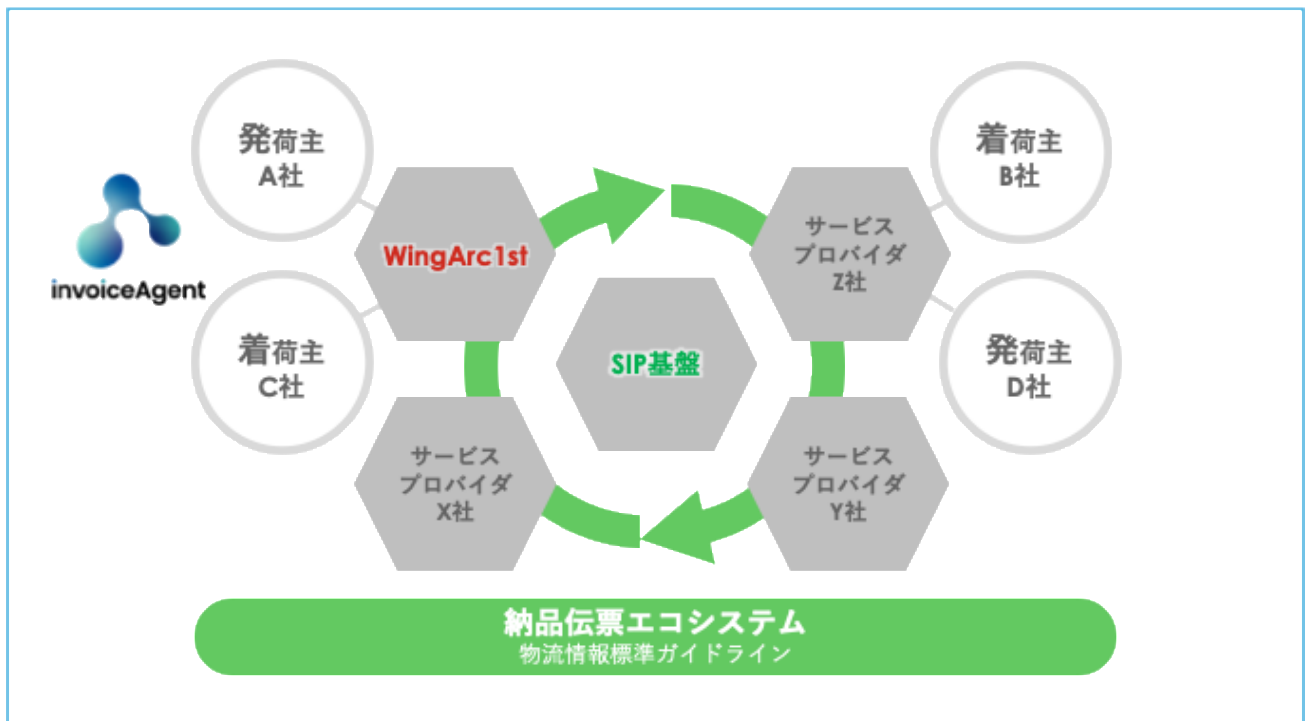 発荷主
A社
invoiceAgent
着荷主
C社
WingArc1st
サービス
プロバイダ
X社
SIP基盤
サービス
プロバイダ
Z社
サービス
プロバイダ
Y社
着荷主
B社
発荷主
D社
納品伝票エコシステム
物流情報標準ガイドライン